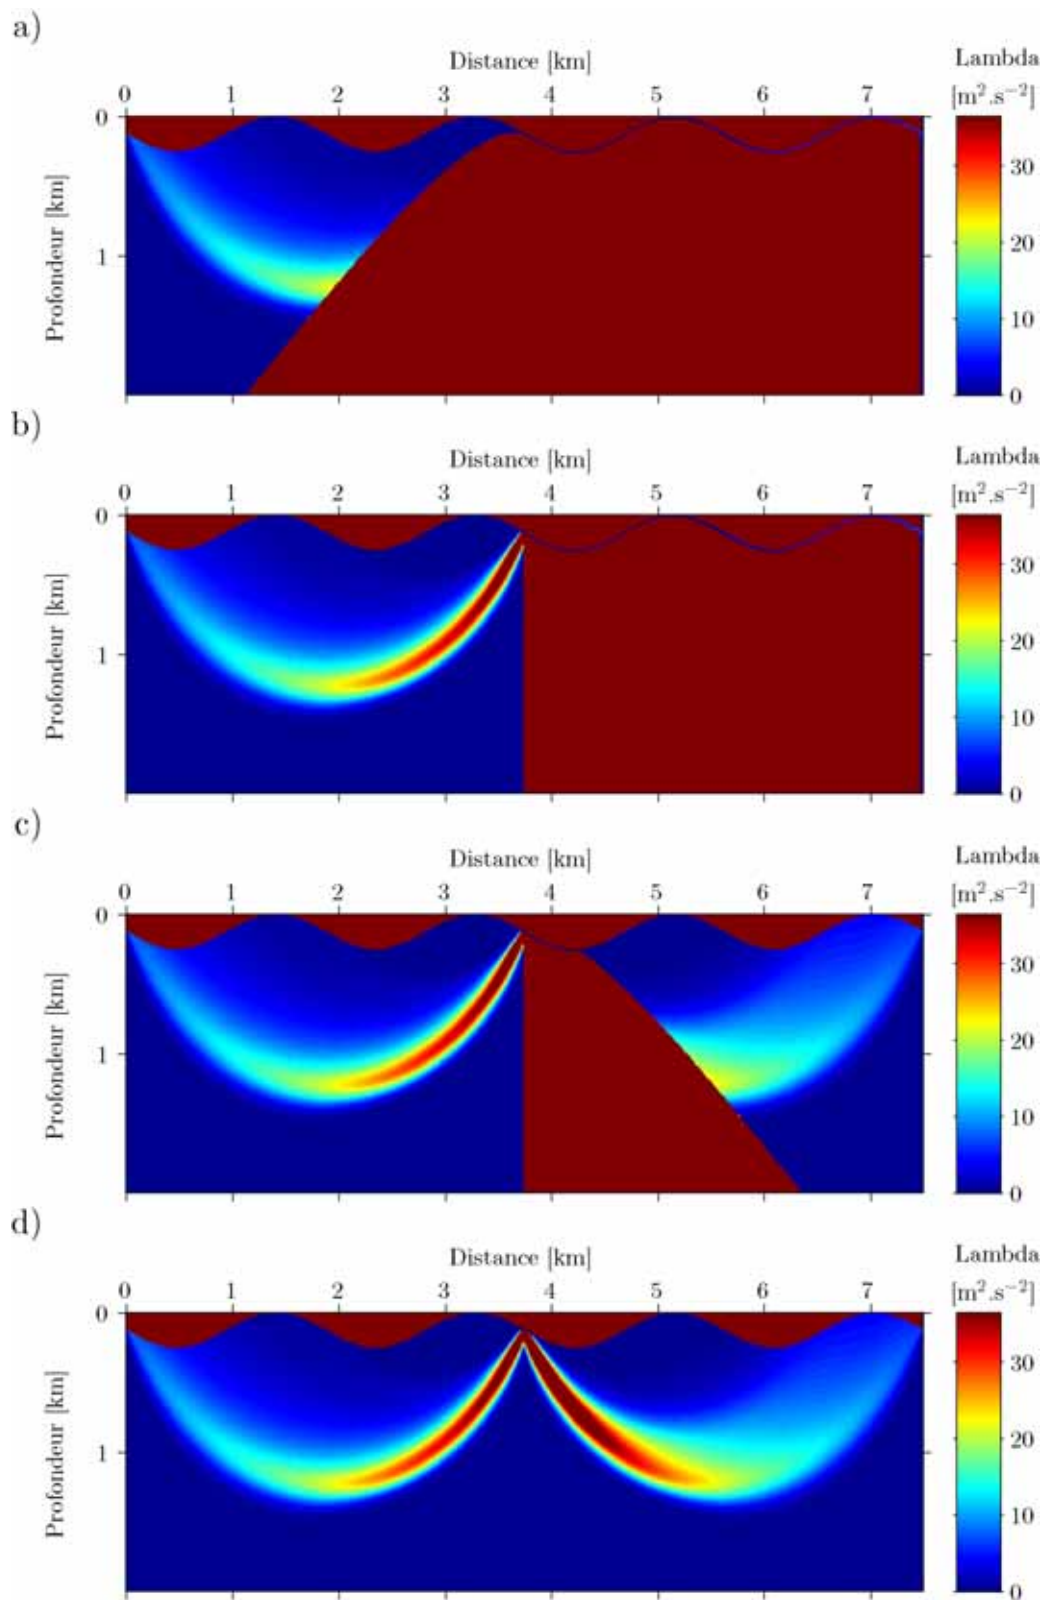 a)
Distance [km]
Lambda
[m².s⁻²]
0 1 2 3 4 5 6 7
0
1
Profondeur [km]
30
20
10
0
b)
Distance [km]
Lambda
[m².s⁻²]
0 1 2 3 4 5 6 7
0
1
Profondeur [km]
30
20
10
0
c)
Distance [km]
Lambda
[m².s⁻²]
0 1 2 3 4 5 6 7
0
1
Profondeur [km]
30
20
10
0
d)
Distance [km]
Lambda
[m².s⁻²]
0 1 2 3 4 5 6 7
0
1
Profondeur [km]
30
20
10
0